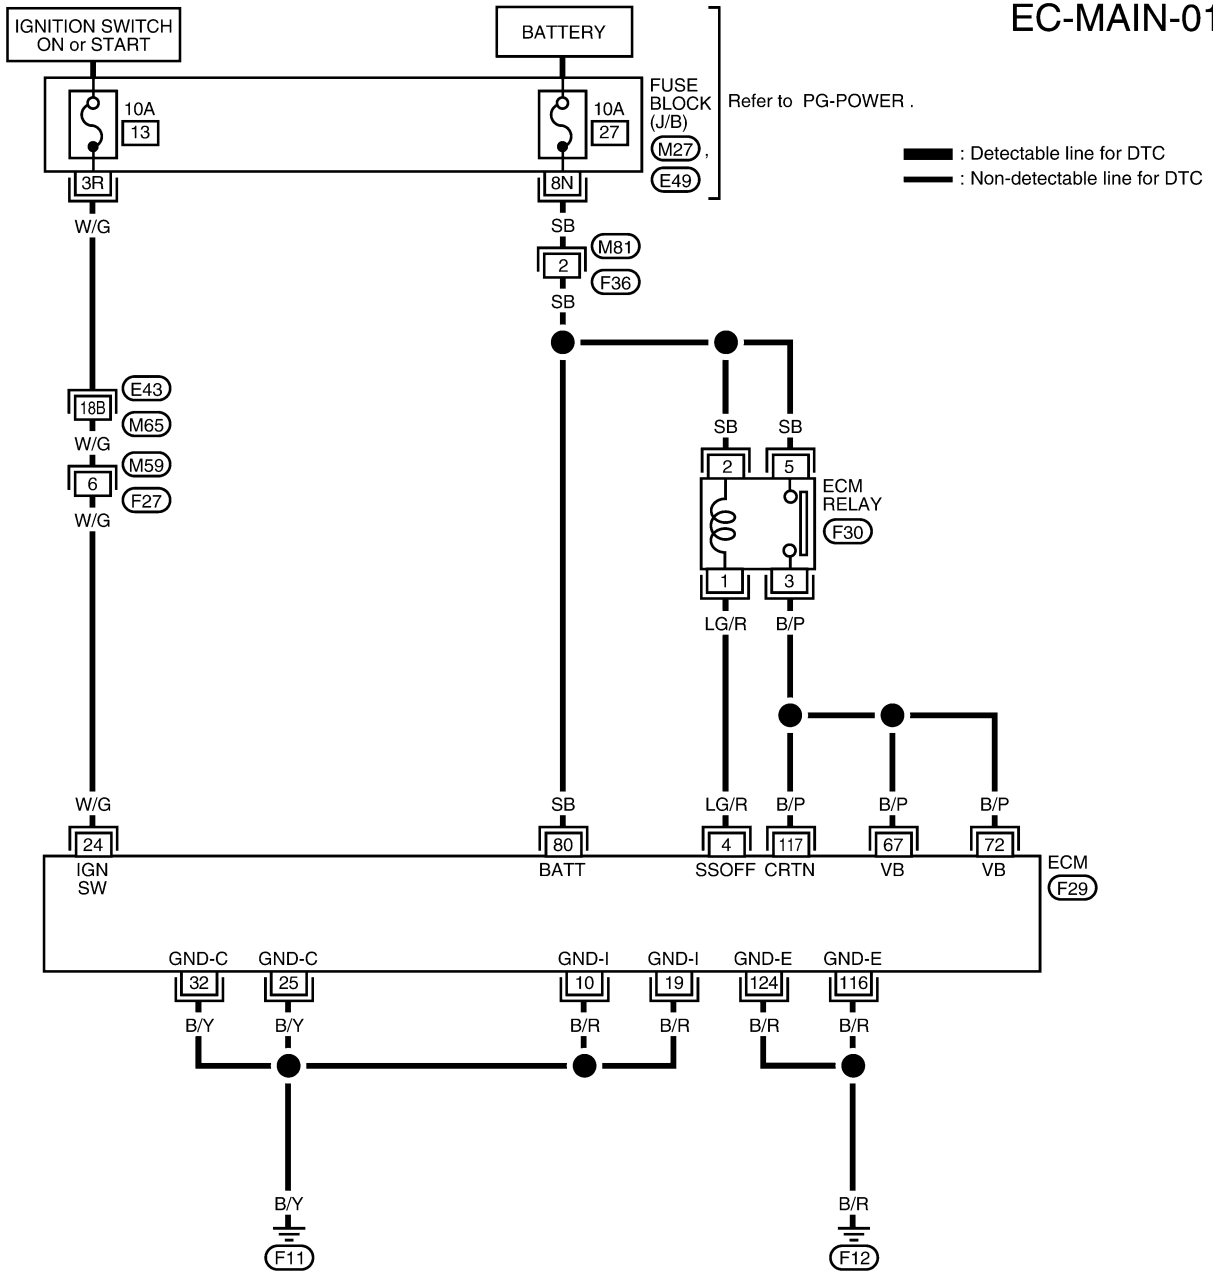 EC-MAIN-01
IGNITION SWITCH
ON or START
BATTERY
10A
13
10A
27
FUSE
BLOCK
(J/B)
M27 ,
E49
Refer to PG-POWER .
: Detectable line for DTC
: Non-detectable line for DTC
3R
8N
W/G
SB
2
M81
F36
SB
18B
E43
M65
W/G
6
M59
F27
W/G
SB
SB
2
5
ECM
RELAY
F30
1
3
LG/R
B/P
W/G
SB
LG/R
B/P
B/P
B/P
24
80
4
117
67
72
IGN
SW
BATT
SSOFF
CRTN
VB
VB
ECM
F29
GND-C
GND-C
GND-I
GND-I
GND-E
GND-E
32
25
10
19
124
116
B/Y
B/Y
B/R
B/R
B/R
B/R
B/Y
B/R
F11
F12